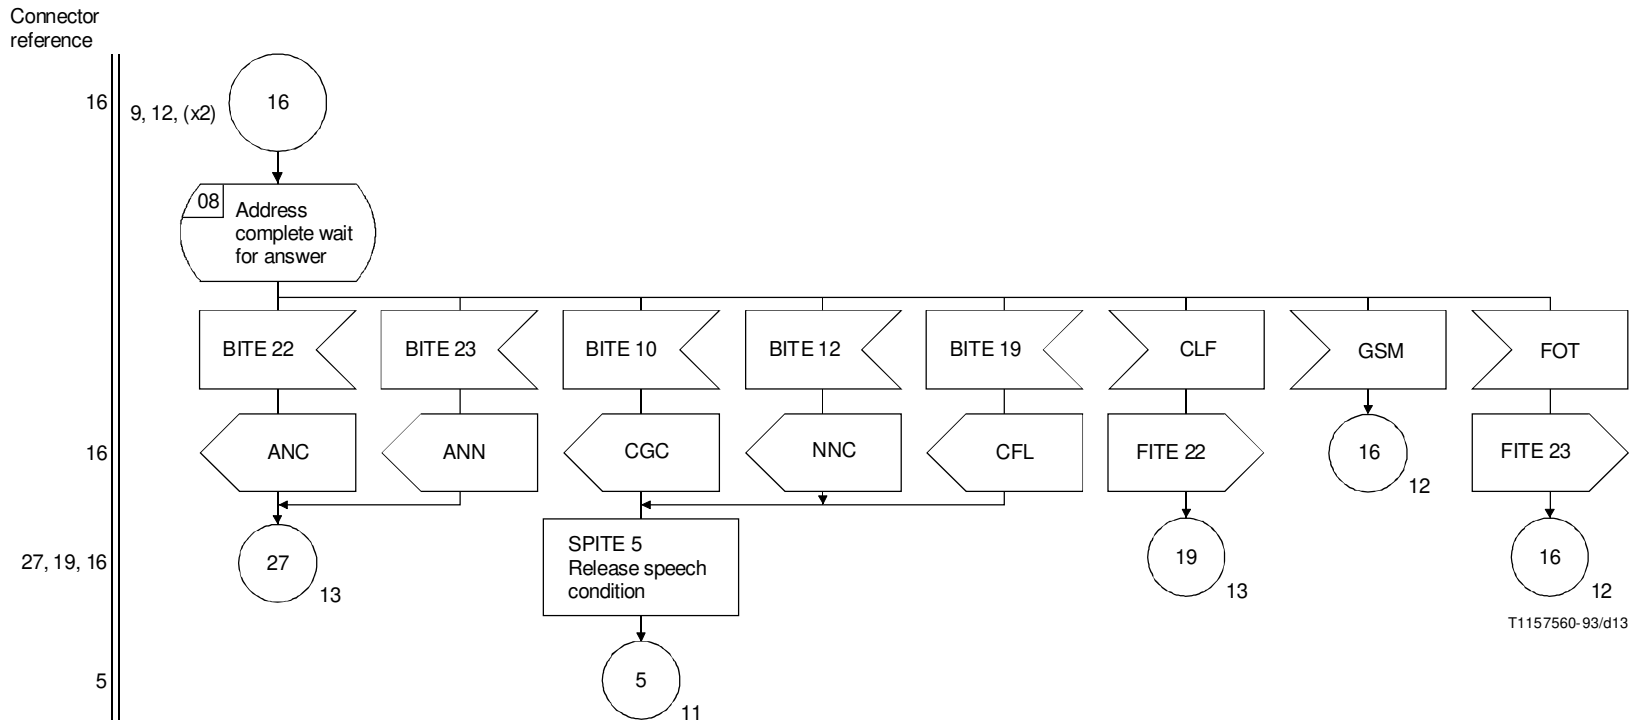 Connector
reference
16
9, 12, (x2)
16
08
Address
complete wait
for answer
BITE 22
BITE 23
BITE 10
BITE 12
BITE 19
CLF
GSM
FOT
16
ANC
ANN
CGC
NNC
CFL
FITE 22
16
12
FITE 23
27, 19, 16
27
13
SPITE 5
Release speech
condition
19
13
16
12
T1157560-93/d13
5
5
11